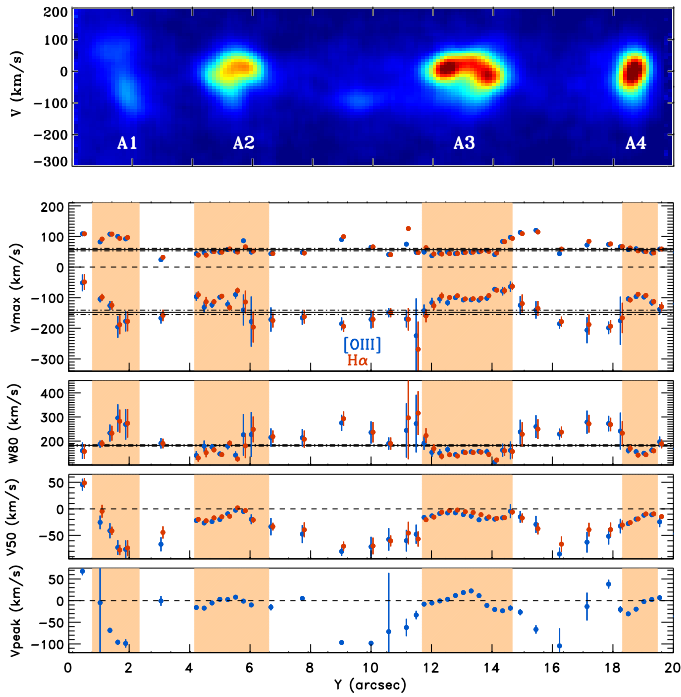 200
100
0
−100
−200
−300
V (km/s)
A1 A2 A3 A4
200
100
0
−100
−200
−300
Vmax (km/s)
[OIII]
Hα
400
300
200
W80 (km/s)
50
0
−50
V50 (km/s)
50
0
−50
−100
Vpeak (km/s)
0 2 4 6 8 10 12 14 16 18 20
Y (arcsec)